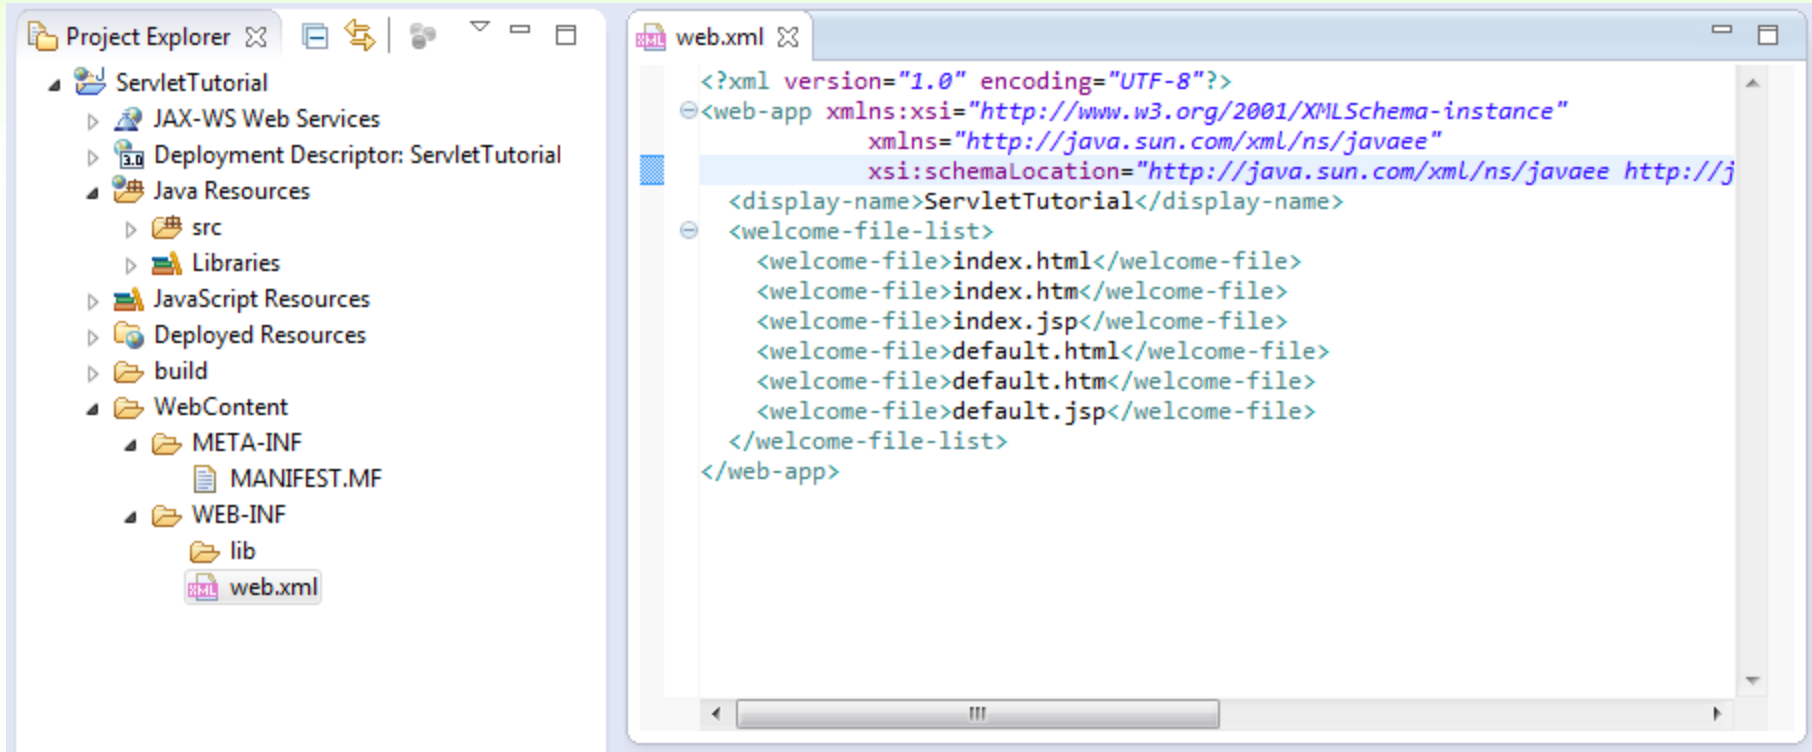 Project Explorer
ServletTutorial
JAX-WS Web Services
3.0 Deployment Descriptor: ServletTutorial
Java Resources
src
Libraries
JavaScript Resources
Deployed Resources
build
WebContent
META-INF
MANIFEST.MF
WEB-INF
lib
XML web.xml
XML web.xml
<?xml version="1.0" encoding="UTF-8"?>
<web-app xmlns:xsi="http://www.w3.org/2001/XMLSchema-instance"
xmlns="http://java.sun.com/xml/ns/javaee"
xsi:schemaLocation="http://java.sun.com/xml/ns/javaee http://j
<display-name>ServletTutorial</display-name>
<welcome-file-list>
<welcome-file>index.html</welcome-file>
<welcome-file>index.htm</welcome-file>
<welcome-file>index.jsp</welcome-file>
<welcome-file>default.html</welcome-file>
<welcome-file>default.htm</welcome-file>
<welcome-file>default.jsp</welcome-file>
</welcome-file-list>
</web-app>